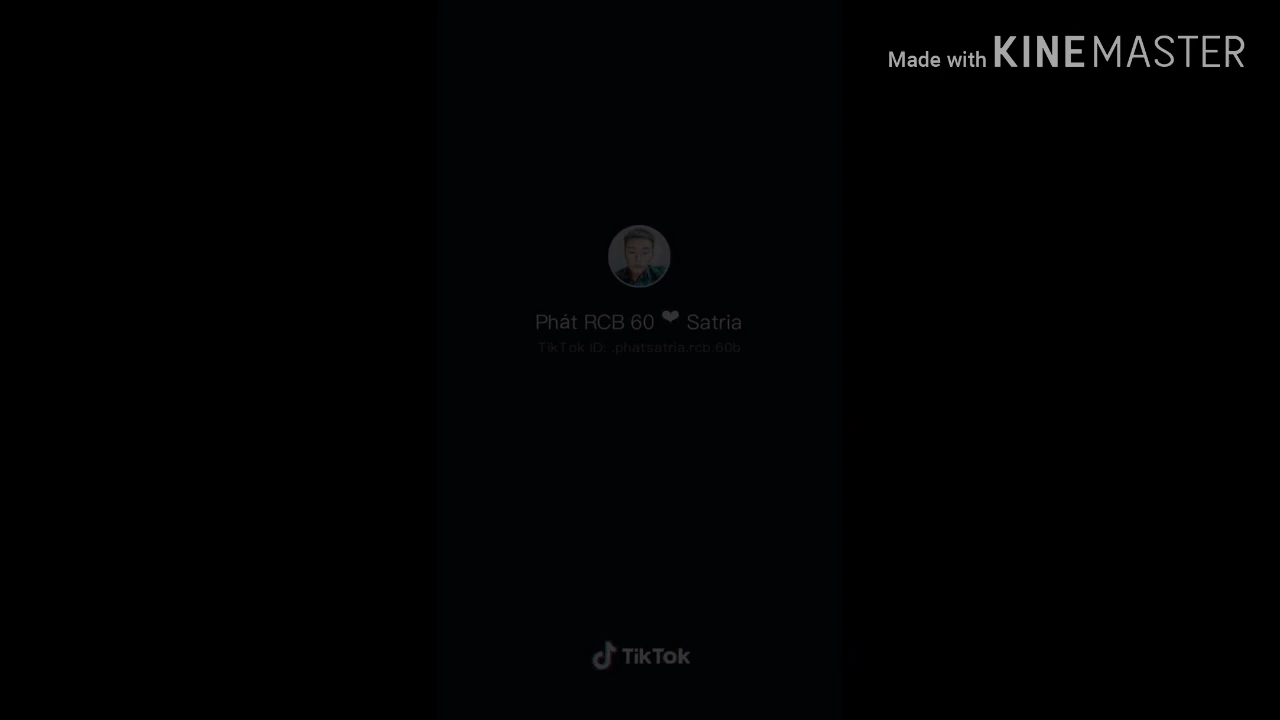 Made with KINEMASTER
Phát RCB 60 ❤ Satria
TikTok ID: .phatsatria.rcb.60b
TikTok